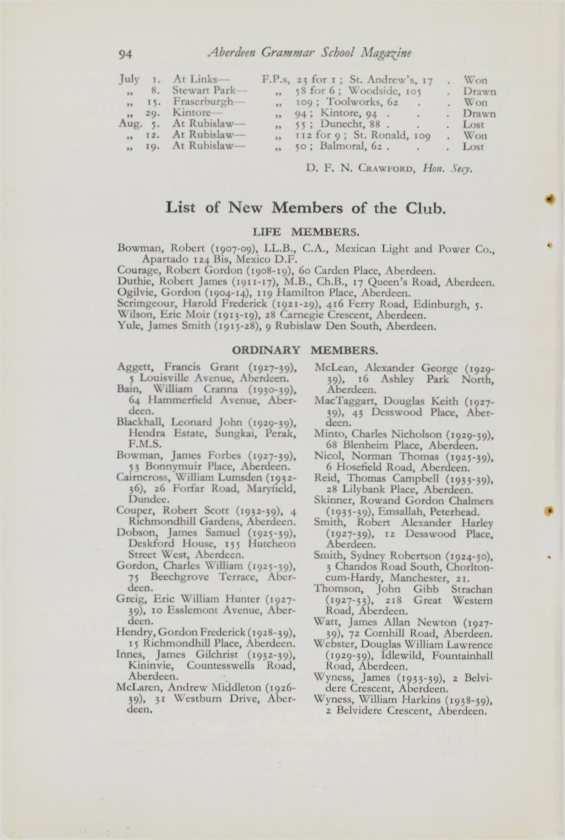 94 Aberdeen Grammar School Magazine
July 1. At Links— F.P.s, 23 for 1 ; St. Andrew's, 17 . Won
„ 8. Stewart Park— „ 58 for 6 ; Woodside, 105 . Drawn
„ 15. Fraserburgh— „ 109 ; Toolworks, 62 . . Won
„ 29. Kintore— „ 94 ; Kintore, 94 . . . Drawn
Aug. 5. At Rubislaw— „ 55 ; Dunecht, 88 . . . Lost
„ 12. At Rubislaw— „ 112 for 9 ; St. Ronald, 109 . Won
„ 19. At Rubislaw— „ 50 ; Balmoral, 62 . . . Lost
D. F. N. Crawford, Hon. Secy.
List of New Members of the Club.
LIFE MEMBERS.
Bowman, Robert (1907-09), LL.B., C.A., Mexican Light and Power Co.,
Apartado 124 Bis, Mexico D.F.
Courage, Robert Gordon (1908-19), 60 Carden Place, Aberdeen.
Duthie, Robert James (1911-17), M.B., Ch.B., 17 Queen's Road, Aberdeen.
Ogilvie, Gordon (1904-14), 119 Hamilton Place, Aberdeen.
Scrimgeour, Harold Frederick (1921-29), 416 Ferry Road, Edinburgh, 5.
Wilson, Eric Moir (1913-19), 28 Carnegie Crescent, Aberdeen.
Yule, James Smith (1915-28), 9 Rubislaw Den South, Aberdeen.
ORDINARY MEMBERS.
Aggett, Francis Grant (1927-39),
5 Louisville Avenue, Aberdeen.
Bain, William Cranna (1930-39),
64 Hammerfield Avenue, Aber-
deen.
Blackhall, Leonard John (1929-39),
Hendra Estate, Sungkai, Perak,
F.M.S.
Bowman, James Forbes (1927-39),
53 Bonnymuir Place, Aberdeen.
Cairncross, William Lumsden (1932-
36), 26 Forfar Road, Maryfield,
Dundee.
Couper, Robert Scott (1932-39), 4
Richmondhill Gardens, Aberdeen.
Dobson, James Samuel (1925-39),
Deskford House, 155 Hutcheon
Street West, Aberdeen.
Gordon, Charles William (1925-39),
75 Beechgrove Terrace, Aber-
deen.
Greig, Eric William Hunter (1927-
39), 10 Esslemont Avenue, Aber-
deen.
Hendry, Gordon Frederick (1928-39),
15 Richmondhill Place, Aberdeen.
Innes, James Gilchrist (1932-39),
Kininvie, Countesswells Road,
Aberdeen.
McLaren, Andrew Middleton (1926-
39), 31 Westburn Drive, Aber-
deen.
McLean, Alexander George (1929-
39), 16 Ashley Park North,
Aberdeen.
MacTaggart, Douglas Keith (1927-
39), 43 Desswood Place, Aber-
deen.
Minto, Charles Nicholson (1929-39),
68 Blenheim Place, Aberdeen.
Nicol, Norman Thomas (1925-39),
6 Hosefield Road, Aberdeen.
Reid, Thomas Campbell (1933-39),
28 Lilybank Place, Aberdeen.
Skinner, Rowand Gordon Chalmers
(1935-39), Emsallah, Peterhead.
Smith, Robert Alexander Harley
(1927-39), 12 Desswood Place,
Aberdeen.
Smith, Sydney Robertson (1924-30),
3 Chandos Road South, Chorlton-
cum-Hardy, Manchester, 21.
Thomson, John Gibb Strachan
(1927-33), 218 Great Western
Road, Aberdeen.
Watt, James Allan Newton (1927-
39), 72 Cornhill Road, Aberdeen.
Webster, Douglas William Lawrence
(1929-39), Idlewild, Fountainhall
Road, Aberdeen.
Wyness, James (1933-39), 2 Belvi-
dere Crescent, Aberdeen.
Wyness, William Harkins (1938-39),
2 Belvidere Crescent, Aberdeen.